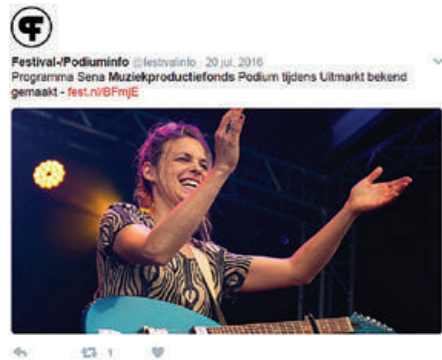 Festival-/Podiuminfo @festivalinfo · 20 jul. 2016
Programma Sena Muziekproductiefonds Podium tijdens Uitmarkt bekend
gemaakt - fest.nl/BFmjE
1